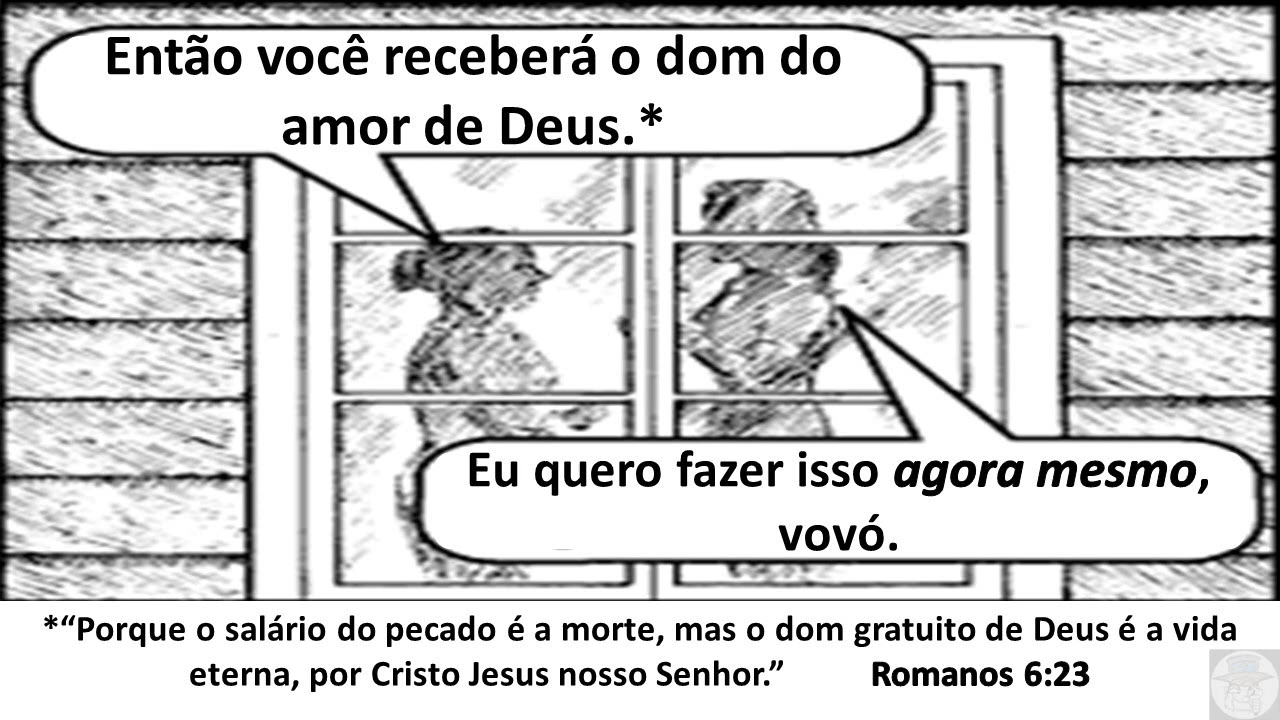 Então você receberá o dom do
amor de Deus.*
Eu quero fazer isso agora mesmo,
vovó.
*“Porque o salário do pecado é a morte, mas o dom gratuito de Deus é a vida
eterna, por Cristo Jesus nosso Senhor.” Romanos 6:23